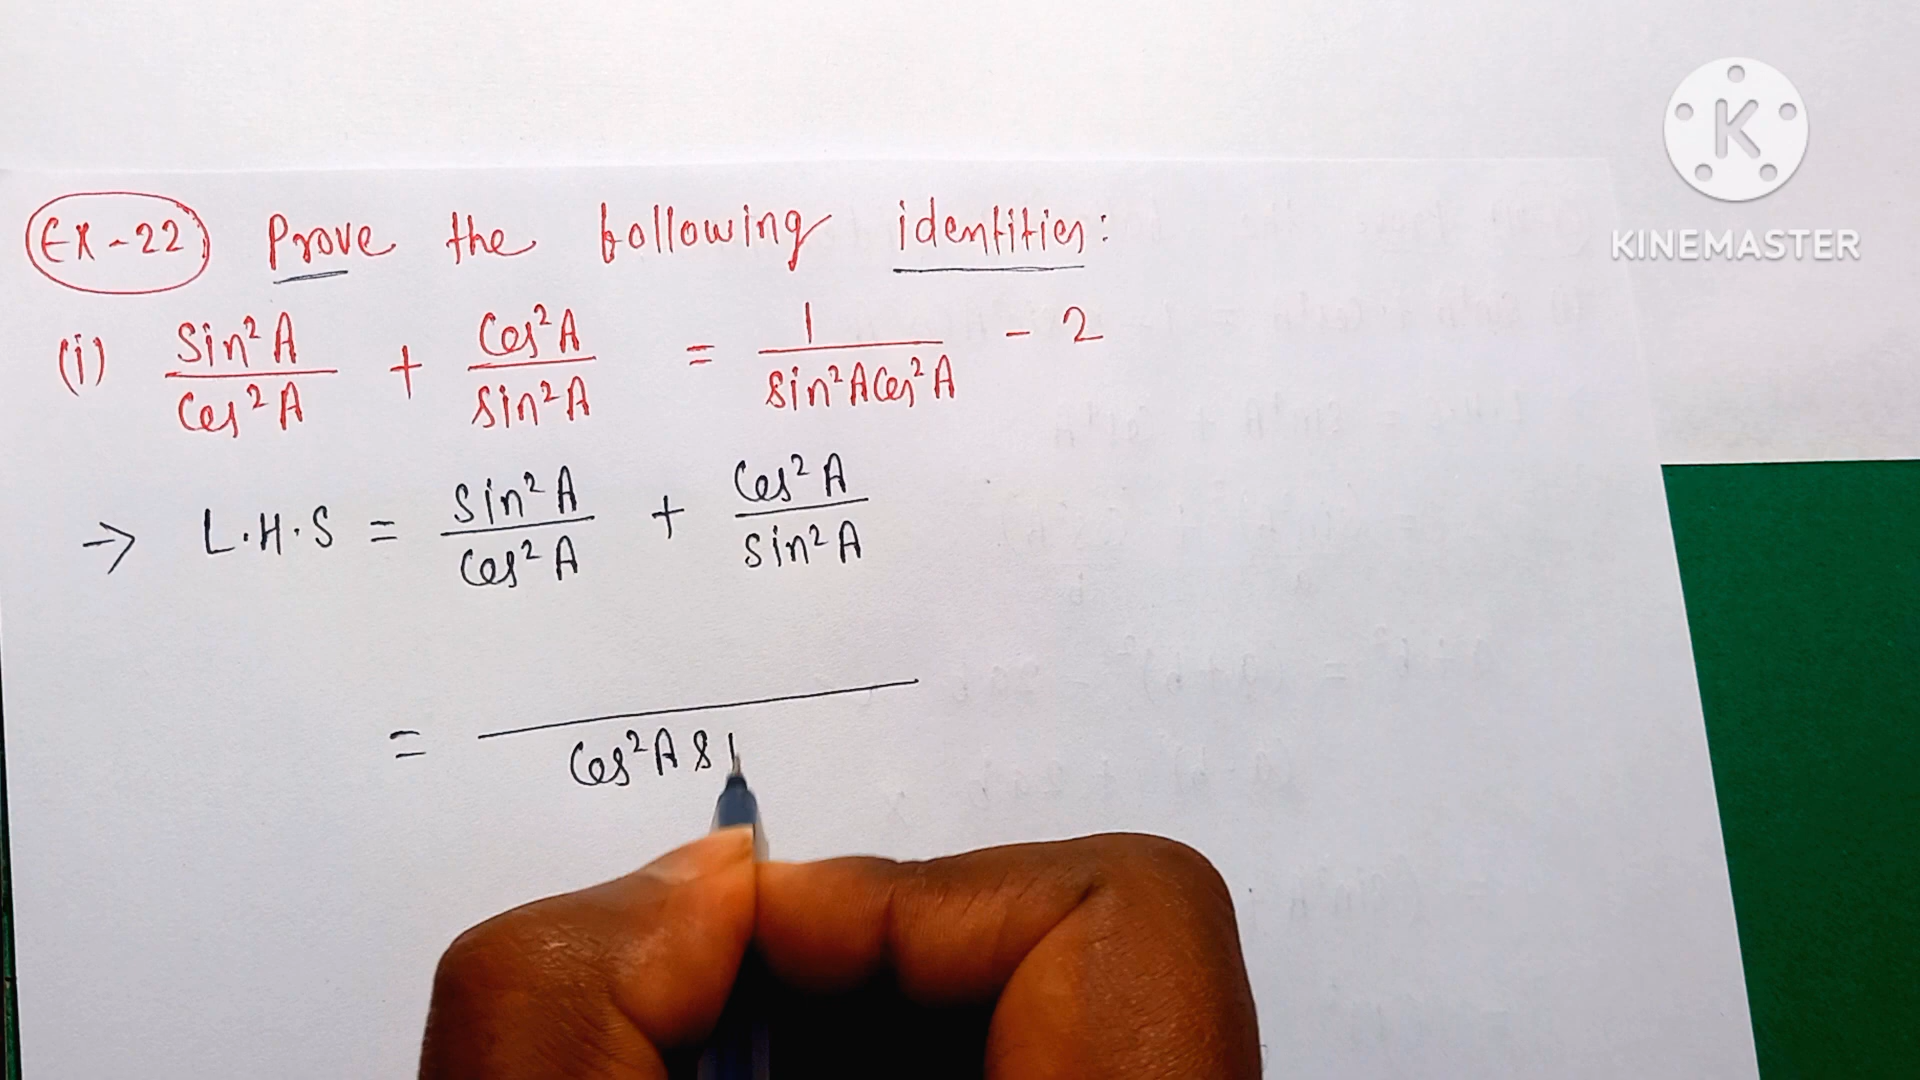 KINEMASTER
Ex-22 Prove the following identities:
(i) Sin²A/Cos²A + Cos²A/Sin²A = 1/Sin²ACos²A - 2
→ L.H.S = Sin²A/Cos²A + Cos²A/Sin²A
= /Cos²A Si